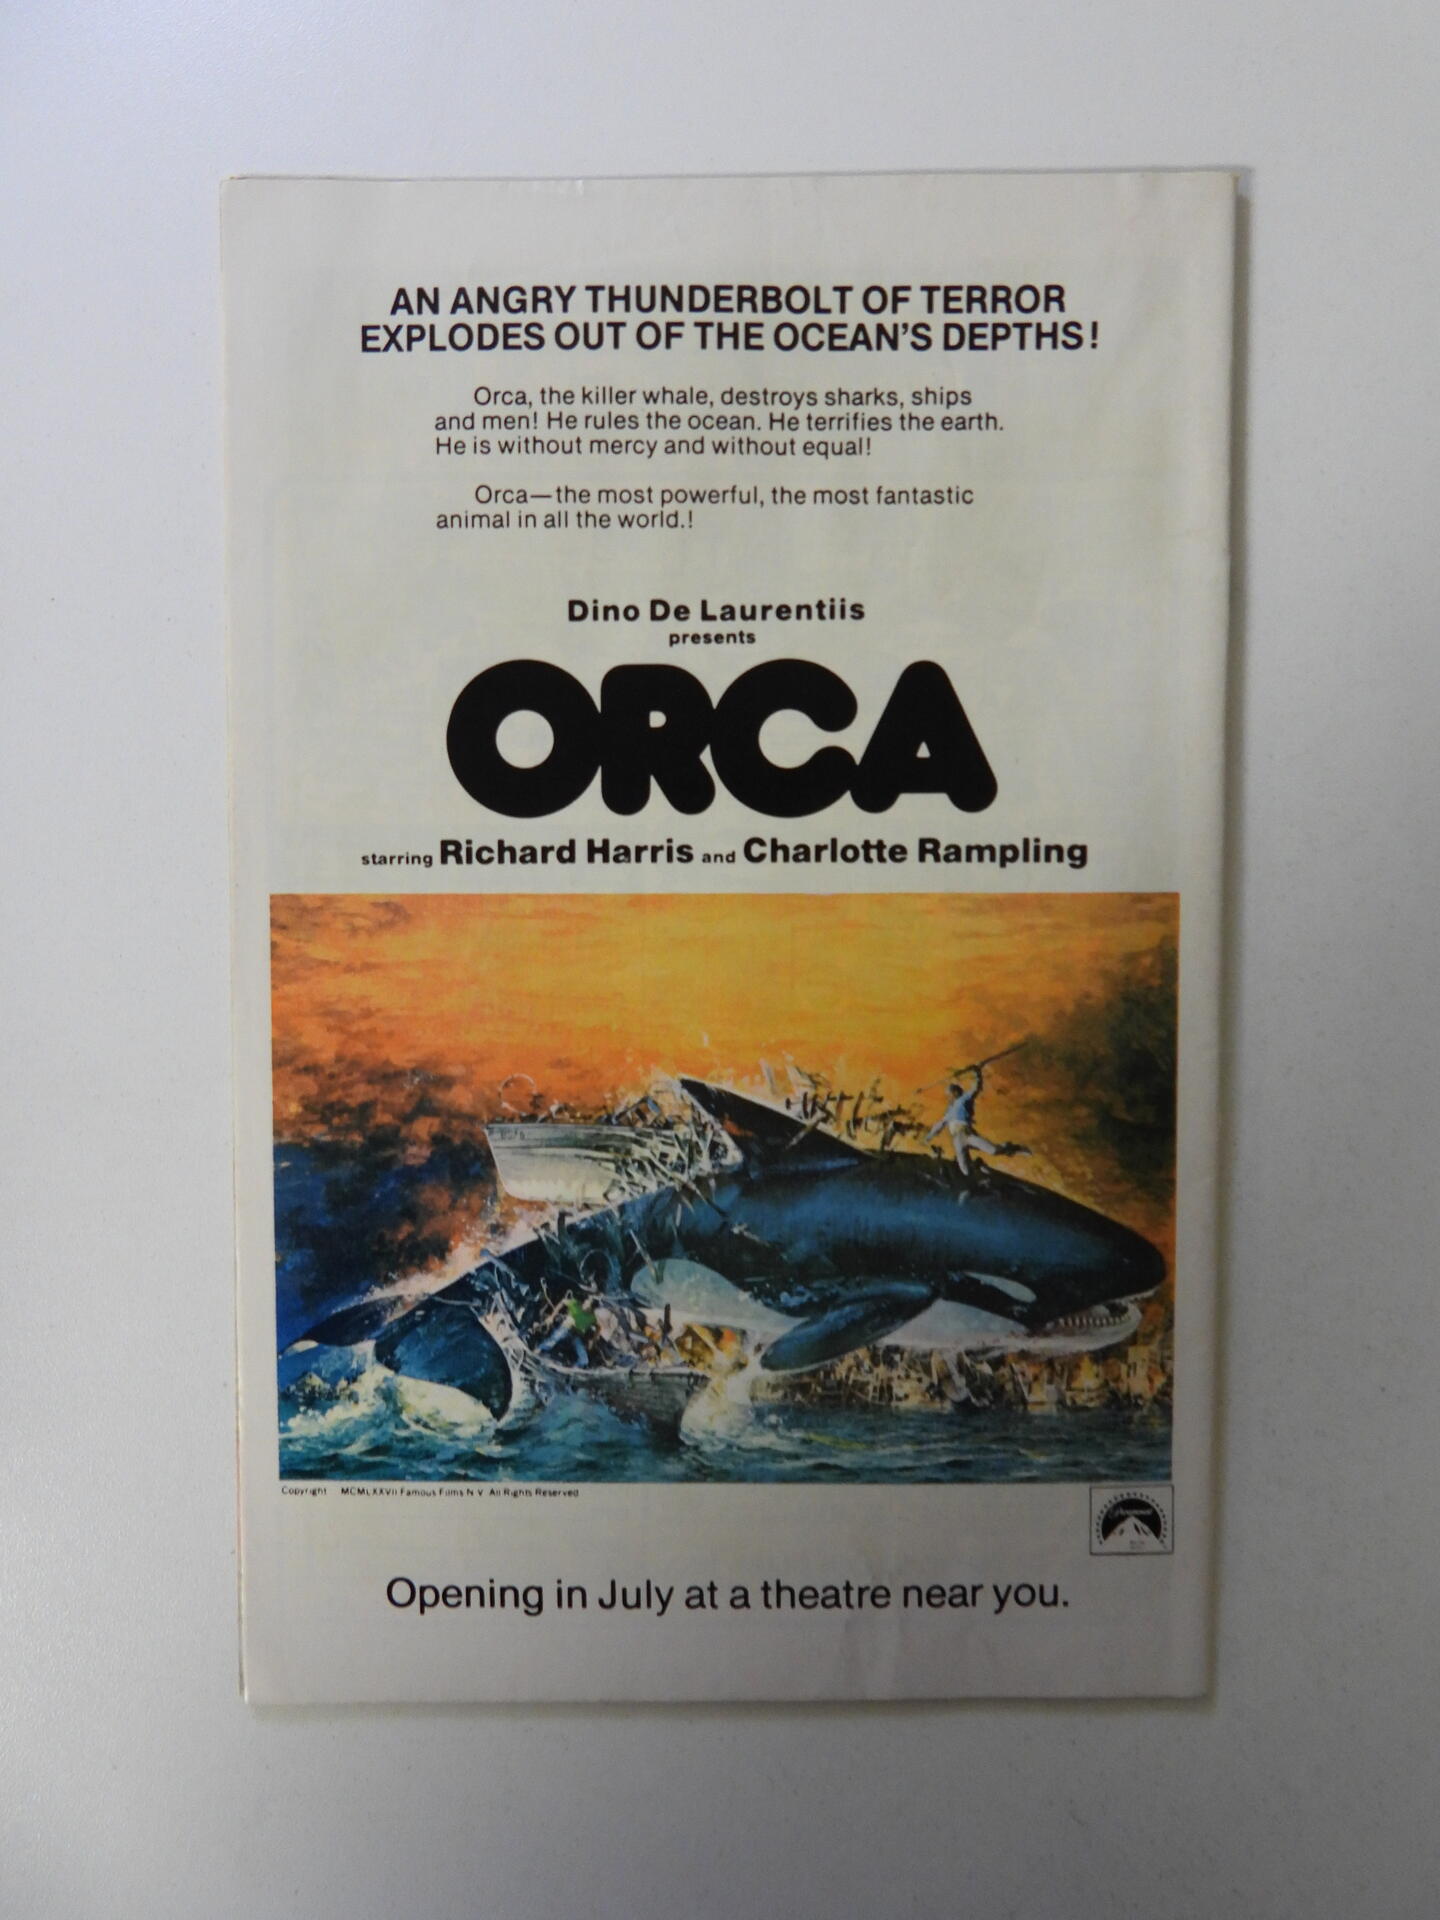 AN ANGRY THUNDERBOLT OF TERROR
EXPLODES OUT OF THE OCEAN'S DEPTHS!
Orca, the killer whale, destroys sharks, ships
and men! He rules the ocean. He terrifies the earth.
He is without mercy and without equal!
Orca—the most powerful, the most fantastic
animal in all the world.!
Dino De Laurentiis
presents
ORCA
starring Richard Harris and Charlotte Rampling
Copyright MCMLXXVII Famous Films N V All Rights Reserved
Paramount
Opening in July at a theatre near you.